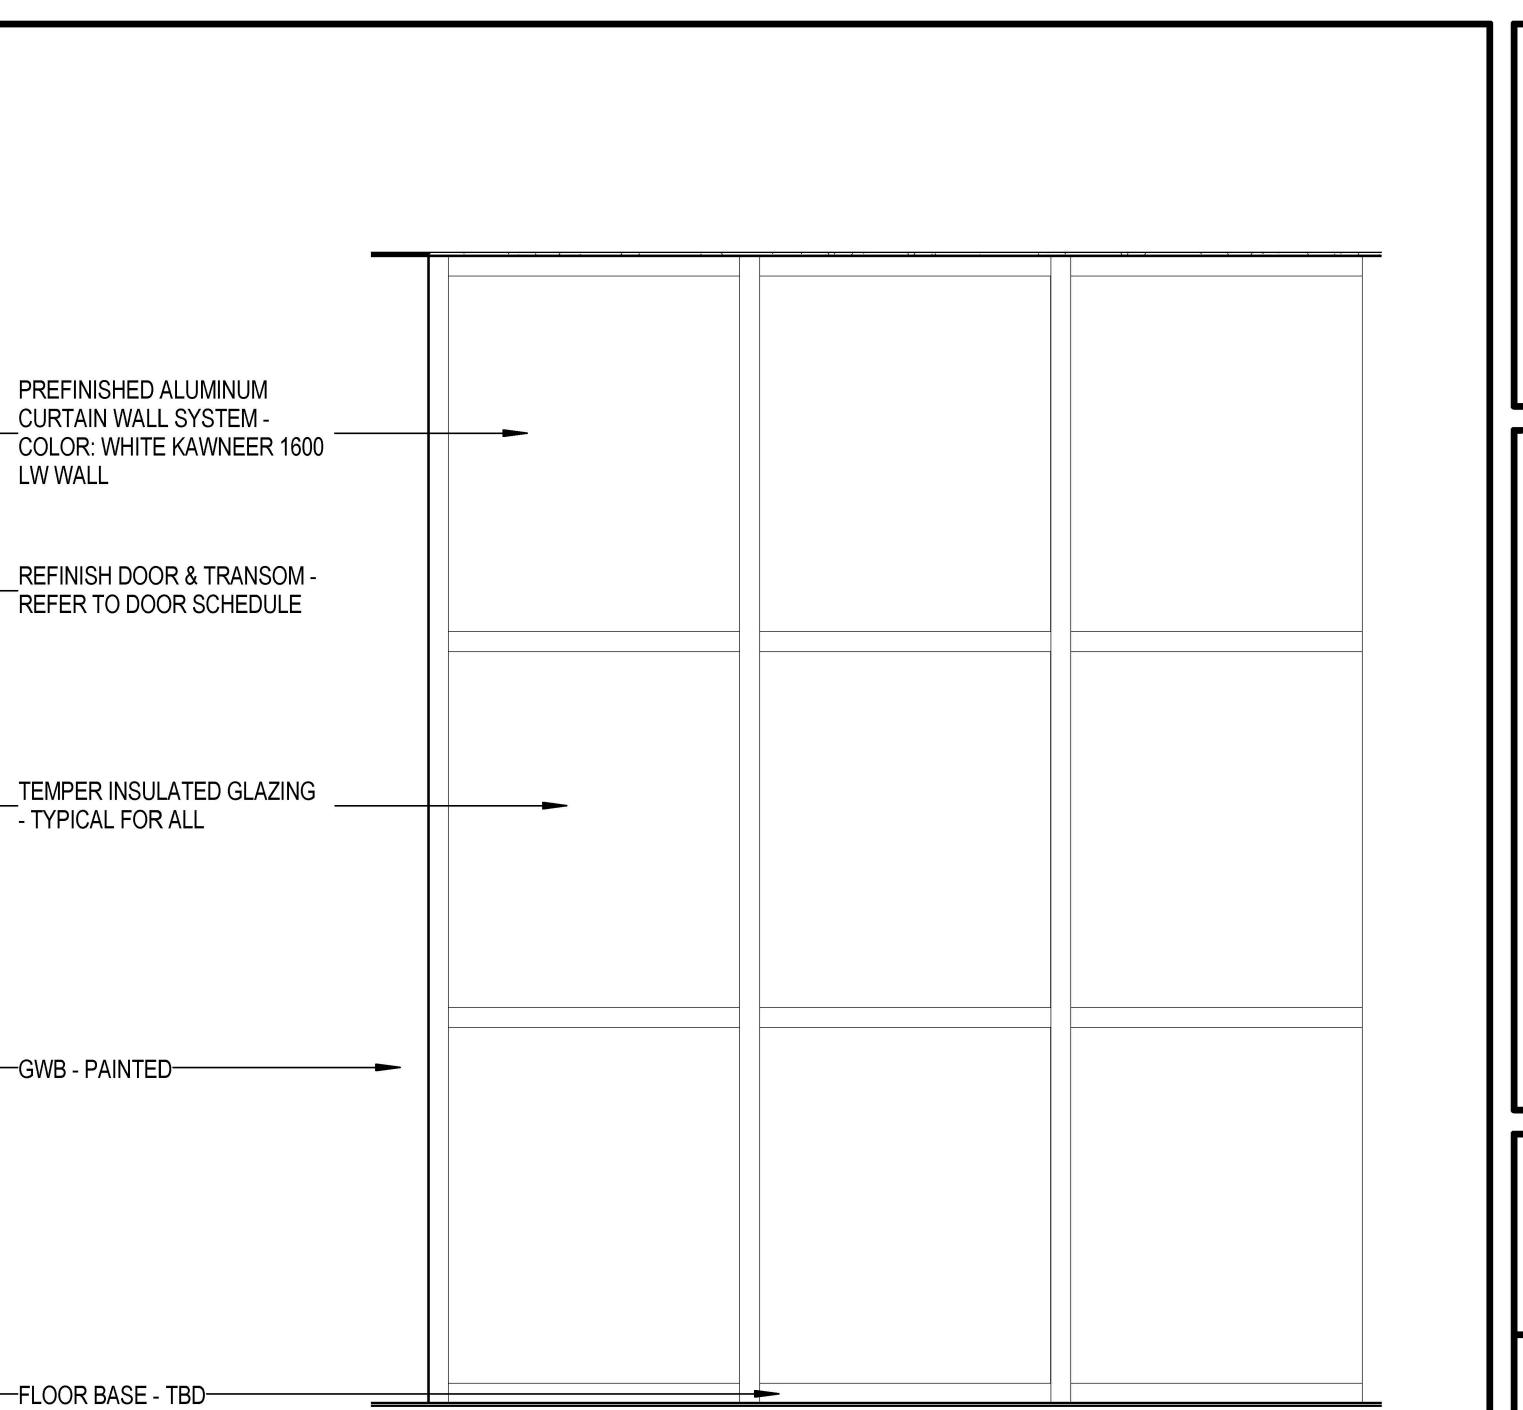 PREFINISHED ALUMINUM
CURTAIN WALL SYSTEM -
COLOR: WHITE KAWNEER 1600
LW WALL
REFINISH DOOR & TRANSOM -
REFER TO DOOR SCHEDULE
TEMPER INSULATED GLAZING
- TYPICAL FOR ALL
GWB - PAINTED
FLOOR BASE - TBD